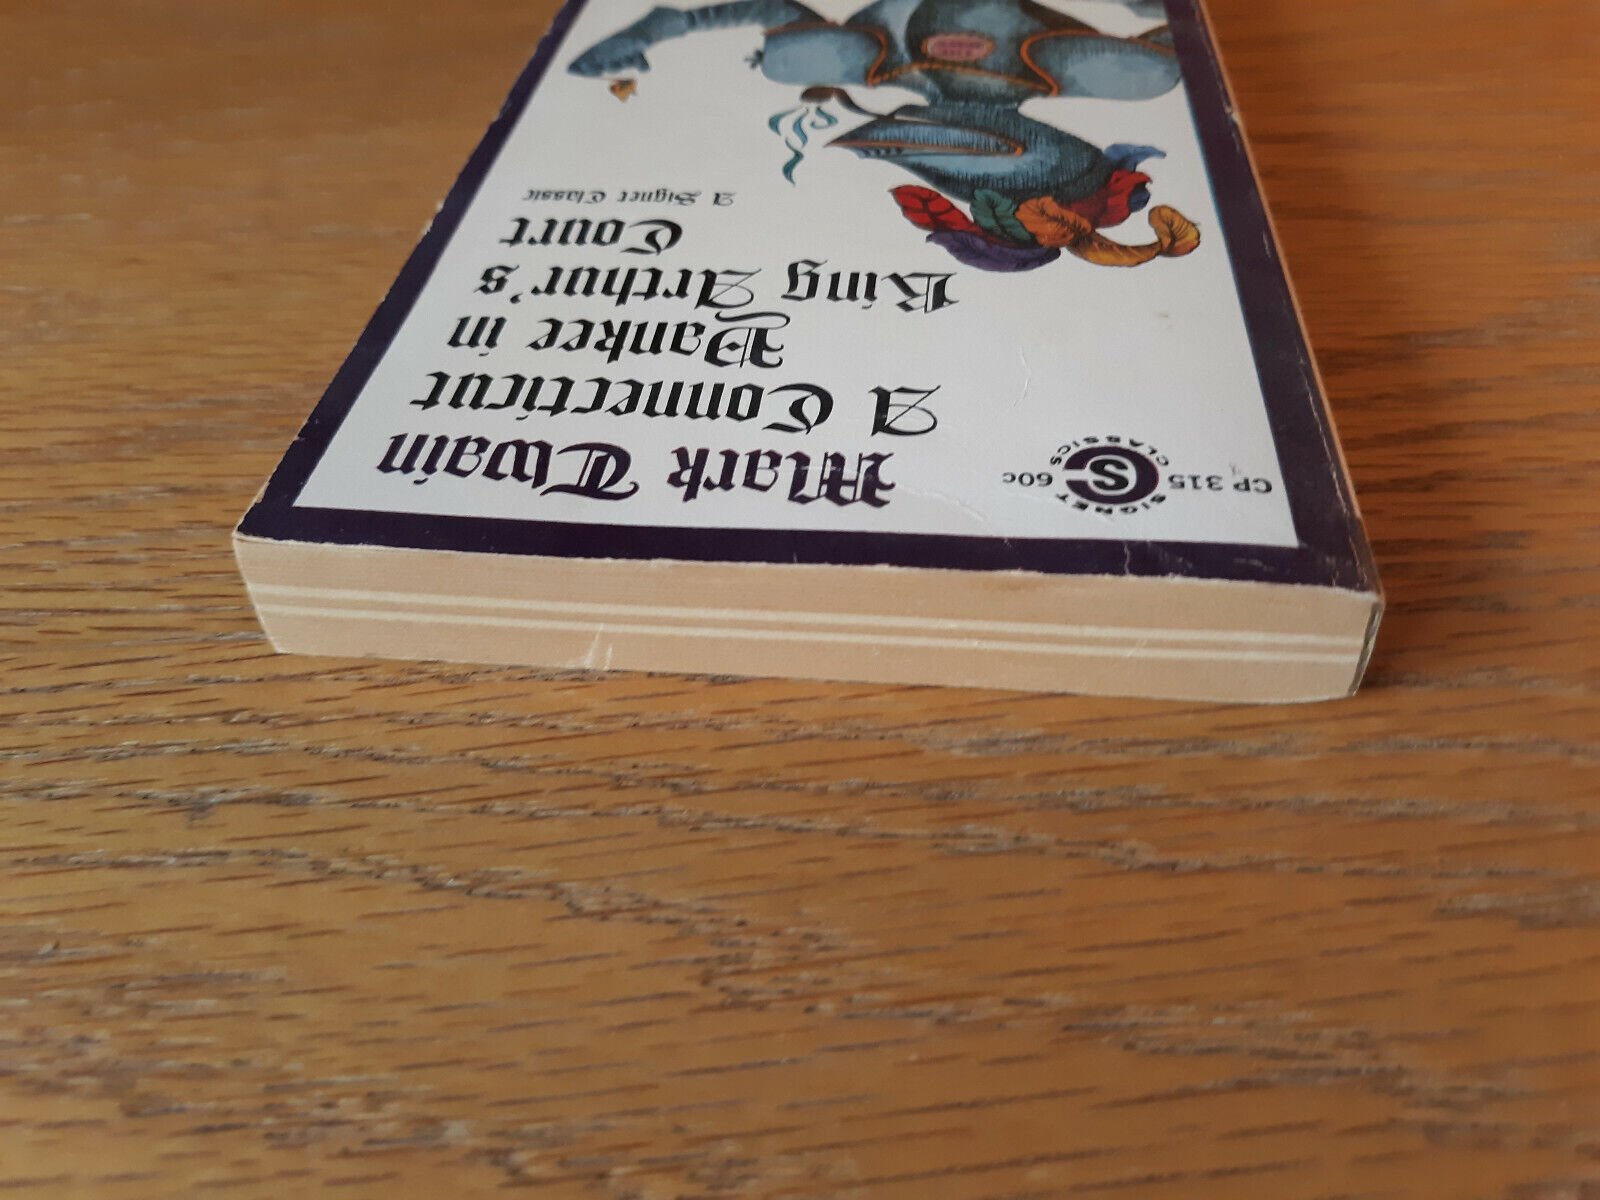 CP 315
SIGNET
CLASSICS
60c
Mark Twain
A Connecticut
Yankee in
King Arthur's
Court
A Signet Classic